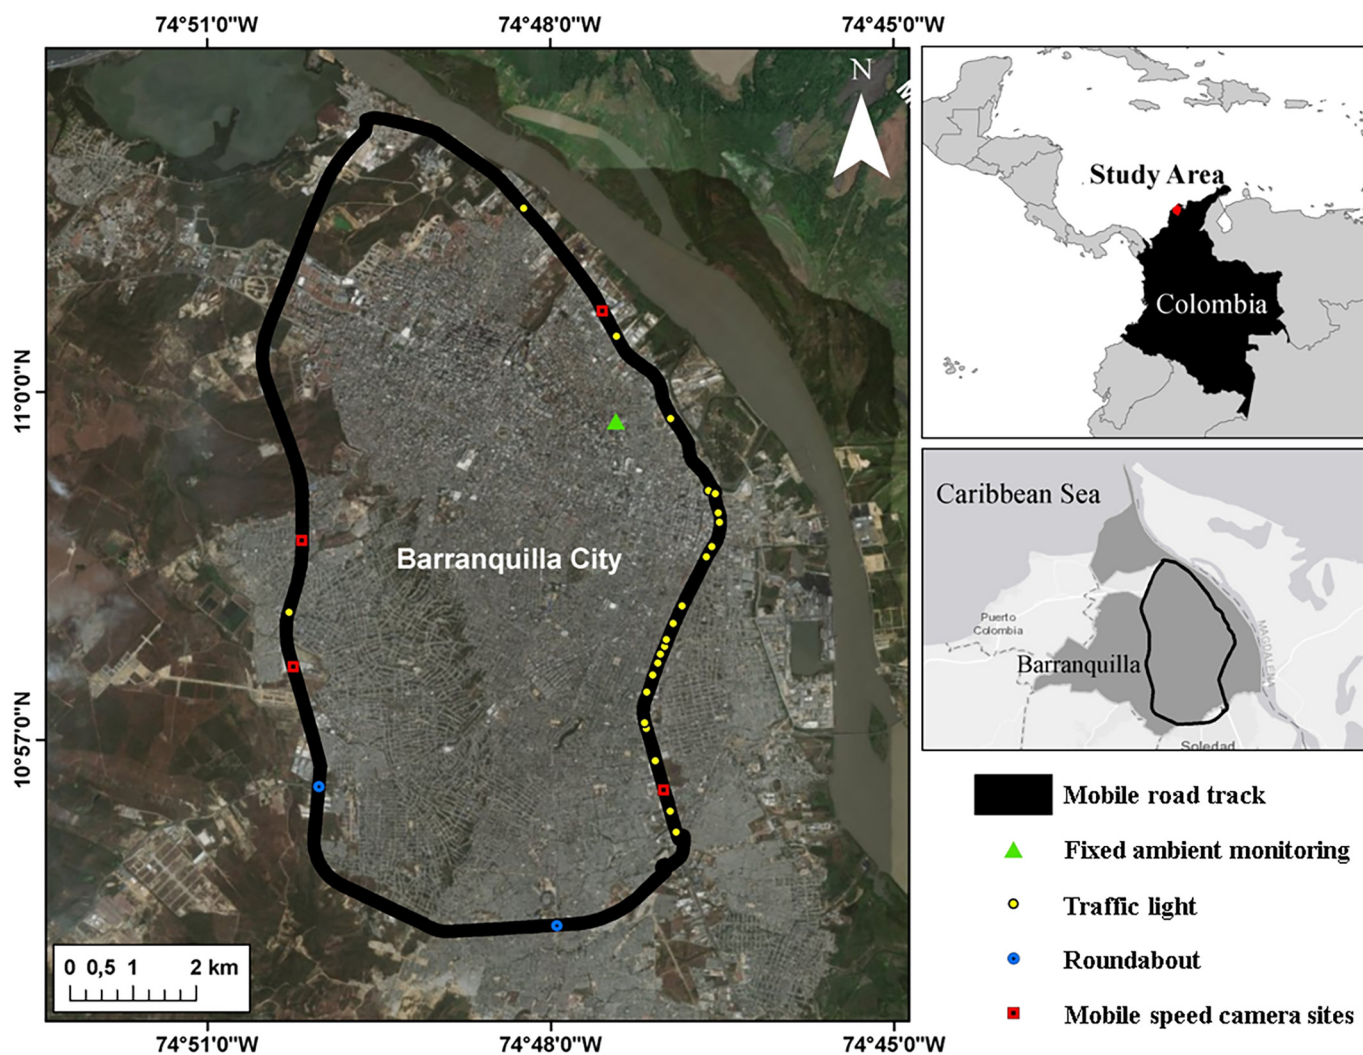 74°51'0"W 74°48'0"W 74°45'0"W
N
11°0'0"N
10°57'0"N
Barranquilla City
0 0,5 1 2 km
74°51'0"W 74°48'0"W 74°45'0"W
Study Area
Colombia
Caribbean Sea
Puerto
Colombia
Barranquilla
MAGDALENA
Soledad
Mobile road track
Fixed ambient monitoring
Traffic light
Roundabout
Mobile speed camera sites